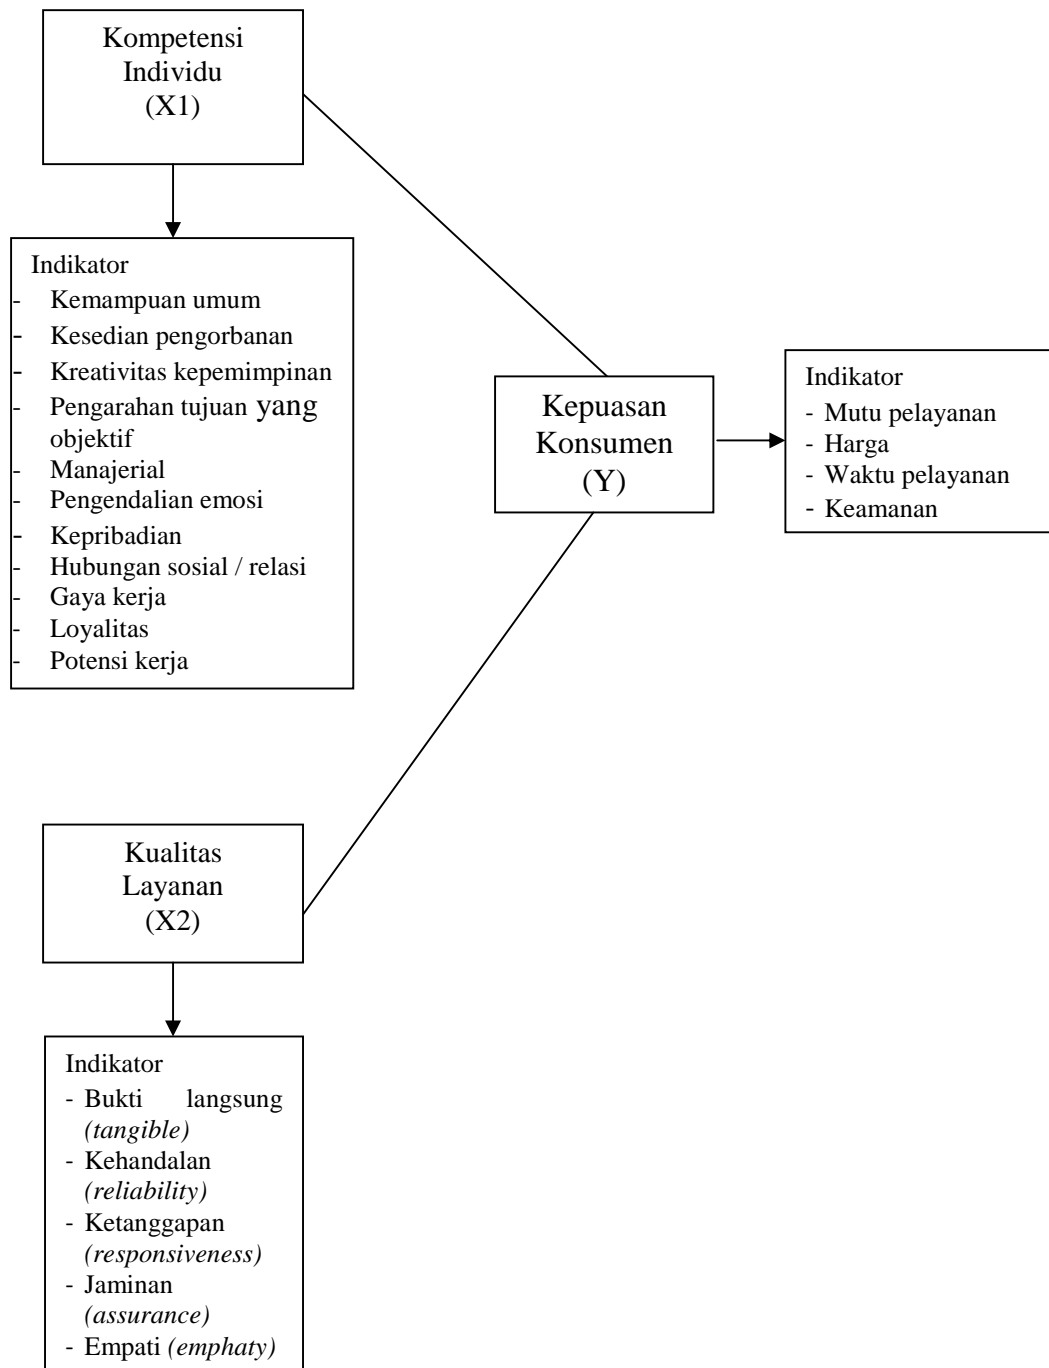 Kompetensi
Individu
(X1)
Indikator
- Kemampuan umum
- Kesedian pengorbanan
- Kreativitas kepemimpinan
- Pengarahan tujuan yang
objektif
- Manajerial
- Pengendalian emosi
- Kepribadian
- Hubungan sosial / relasi
- Gaya kerja
- Loyalitas
- Potensi kerja
Kepuasan
Konsumen
(Y)
Indikator
- Mutu pelayanan
- Harga
- Waktu pelayanan
- Keamanan
Kualitas
Layanan
(X2)
Indikator
- Bukti langsung
(tangible)
- Kehandalan
(reliability)
- Ketanggapan
(responsiveness)
- Jaminan
(assurance)
- Empati (emphaty)